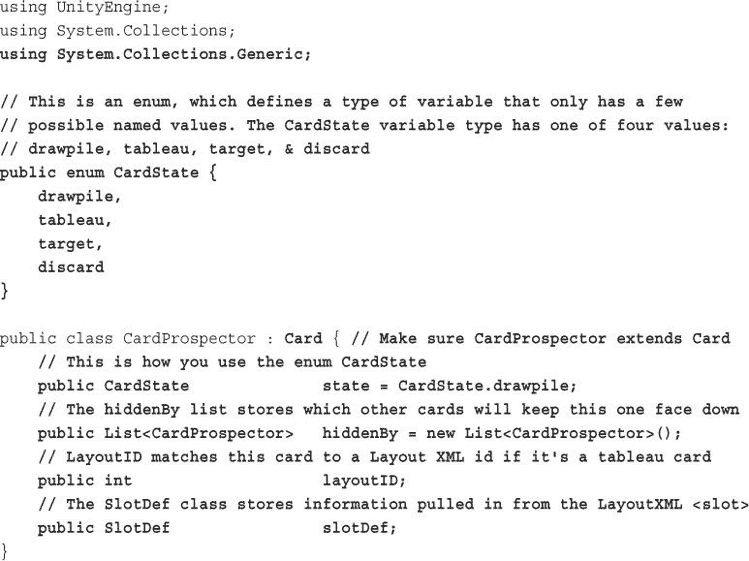 using UnityEngine;
using System.Collections;
using System.Collections.Generic;

// This is an enum, which defines a type of variable that only has a few
// possible named values. The CardState variable type has one of four values:
// drawpile, tableau, target, & discard
public enum CardState {
    drawpile,
    tableau,
    target,
    discard
}

public class CardProspector : Card { // Make sure CardProspector extends Card
    // This is how you use the enum CardState
    public CardState              state = CardState.drawpile;
    // The hiddenBy list stores which other cards will keep this one face down
    public List<CardProspector>   hiddenBy = new List<CardProspector>();
    // LayoutID matches this card to a Layout XML id if it's a tableau card
    public int                    layoutID;
    // The SlotDef class stores information pulled in from the LayoutXML <slot>
    public SlotDef                slotDef;
}